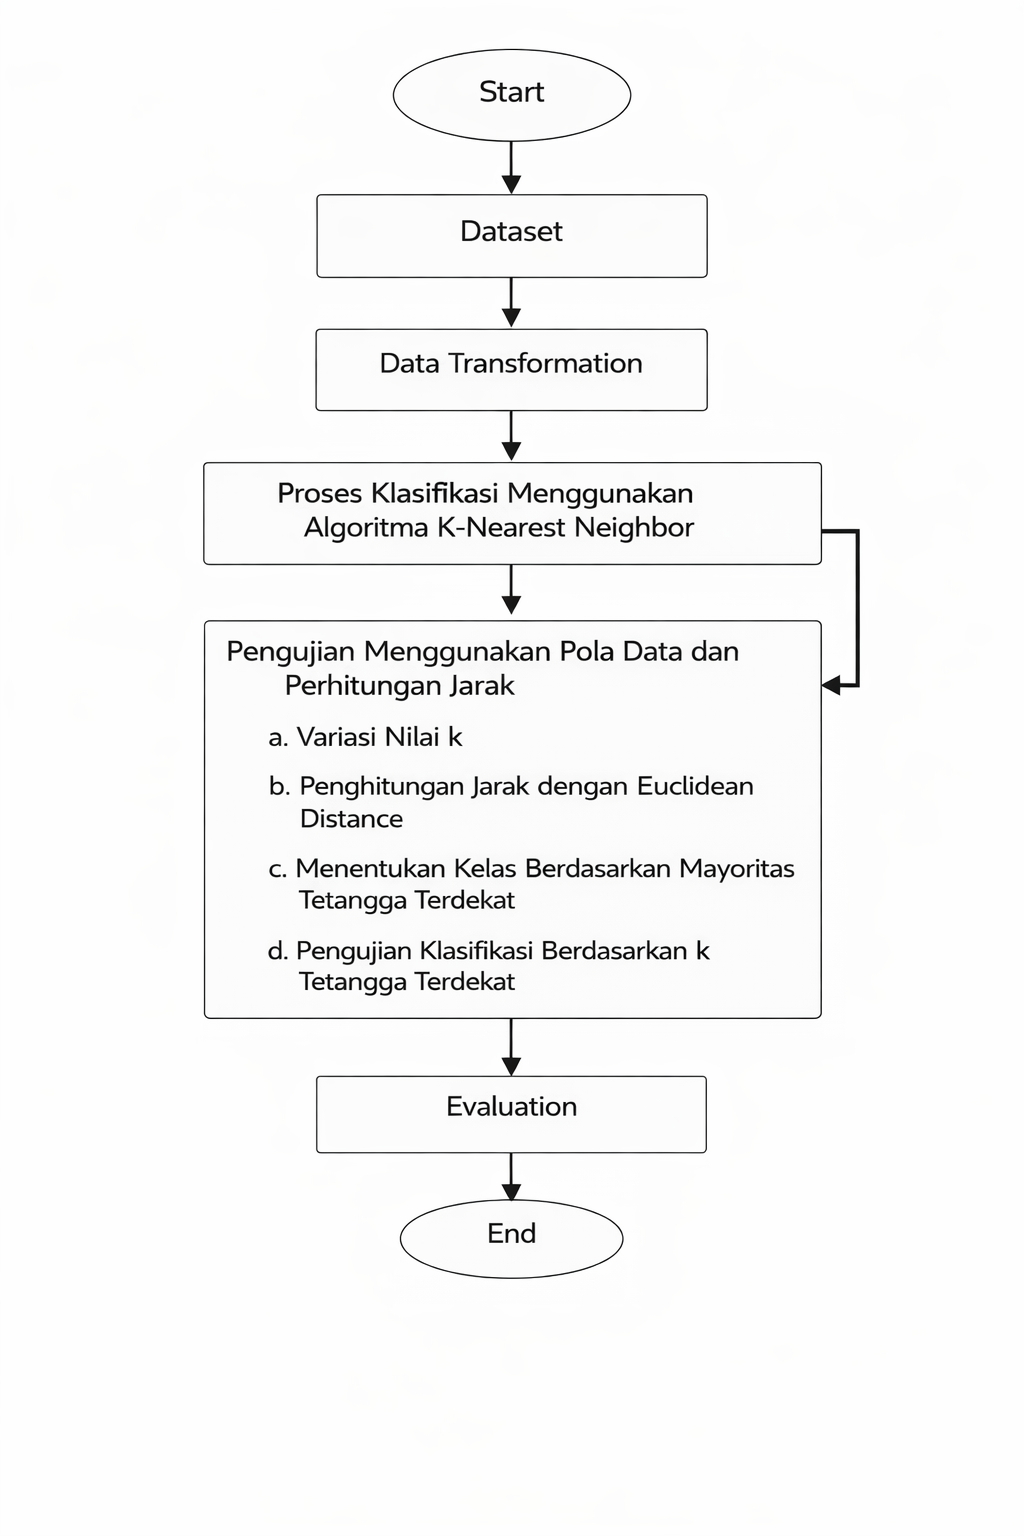 Start
Dataset
Data Transformation
Proses Klasifikasi Menggunakan
Algoritma K-Nearest Neighbor
Pengujian Menggunakan Pola Data dan
Perhitungan Jarak
a. Variasi Nilai k
b. Penghitungan Jarak dengan Euclidean
Distance
c. Menentukan Kelas Berdasarkan Mayoritas
Tetangga Terdekat
d. Pengujian Klasifikasi Berdasarkan k
Tetangga Terdekat
Evaluation
End